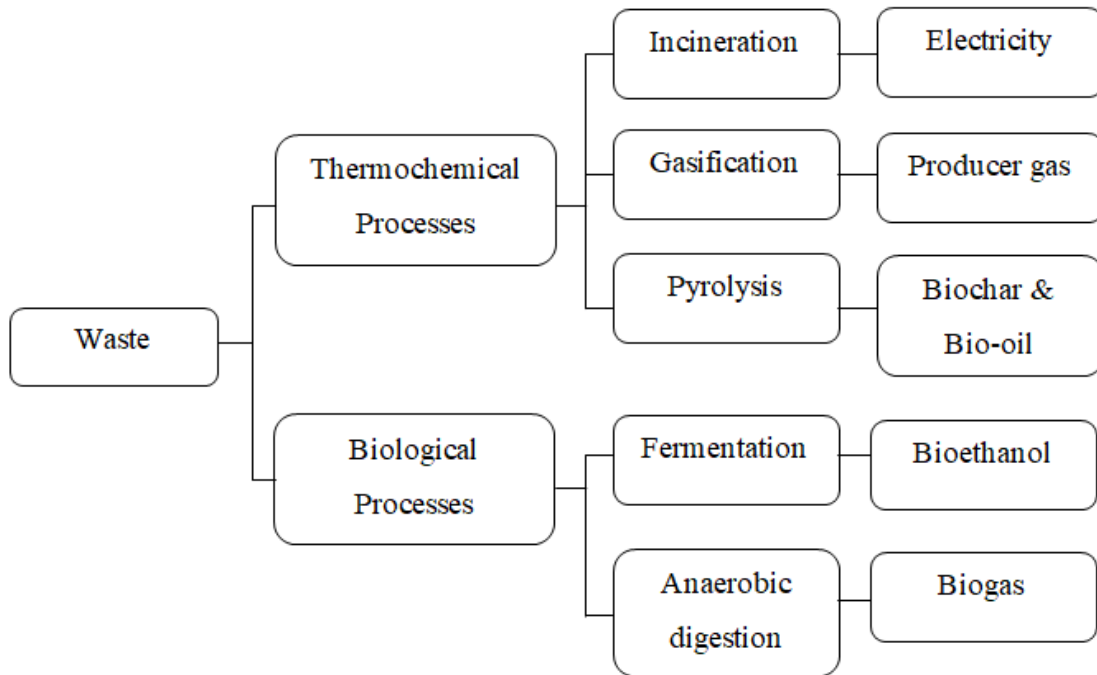 Incineration
Electricity
Gasification
Producer gas
Thermochemical
Processes
Pyrolysis
Biochar &
Bio-oil
Waste
Biological
Processes
Fermentation
Bioethanol
Anaerobic
digestion
Biogas